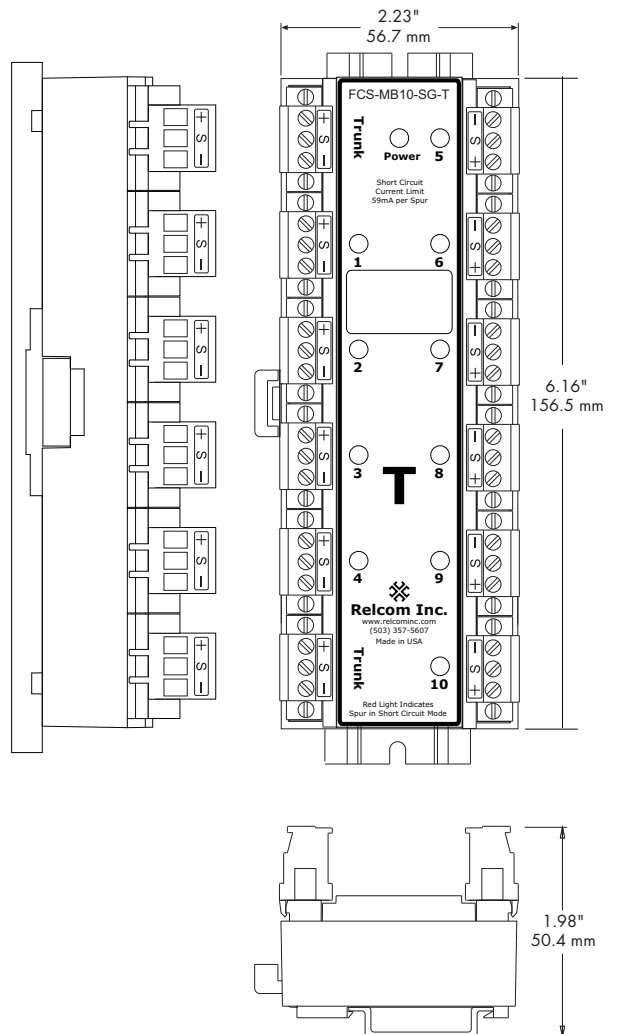 2.23"
56.7 mm
FCS-MB10-SG-T
Trunk
Power
5
Short Circuit
Current Limit
59mA per Spur
1
6
2
7
3
8
T
4
9
Relcom Inc.
www.relcominc.com
(503) 357-5607
Made in USA
Trunk
10
Red Light Indicates
Spur in Short Circuit Mode
+ S –
+ S –
+ S –
+ S –
+ S –
+ S –
+ S –
+ S –
+ S –
+ S –
+ S –
+ S –
– S +
– S +
– S +
– S +
– S +
– S +
6.16"
156.5 mm
1.98"
50.4 mm